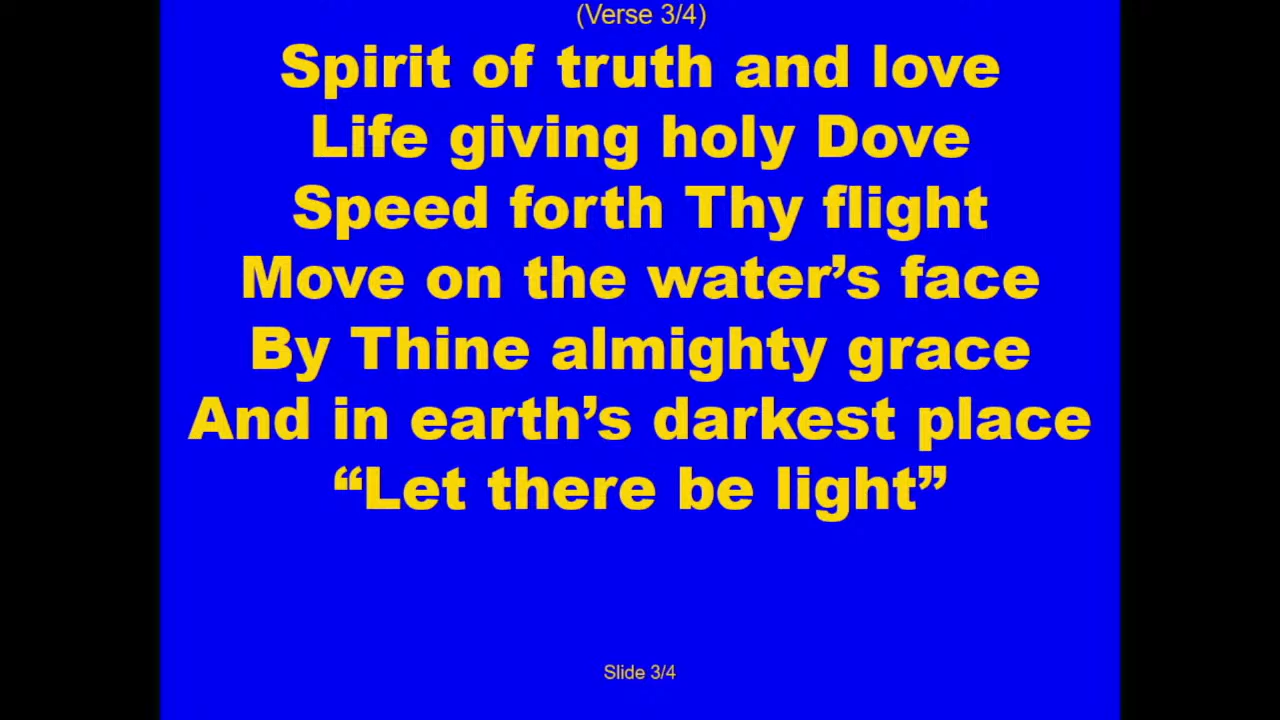 (Verse 3/4)
Spirit of truth and love
Life giving holy Dove
Speed forth Thy flight
Move on the water’s face
By Thine almighty grace
And in earth’s darkest place
“Let there be light”
Slide 3/4